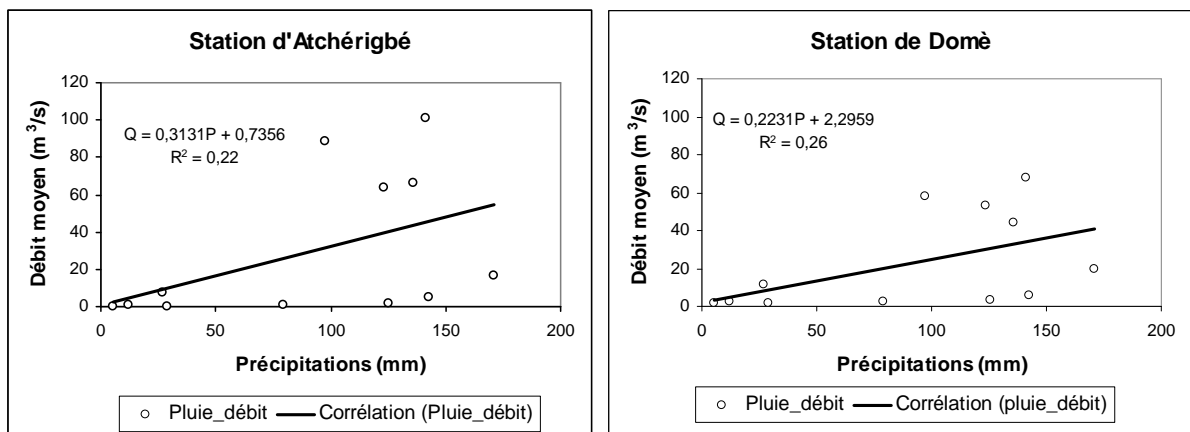 Station d'Atchérigbé
Débit moyen (m³/s)
120
100
80
60
40
20
0
Q = 0,3131P + 0,7356
R² = 0,22
0 50 100 150 200
Précipitations (mm)
Pluie_débit Corrélation (Pluie_débit)
Station de Domè
Débit moyen (m³/s)
120
100
80
60
40
20
0
Q = 0,2231P + 2,2959
R² = 0,26
0 50 100 150 200
Précipitations (mm)
Pluie_débit Corrélation (pluie_débit)